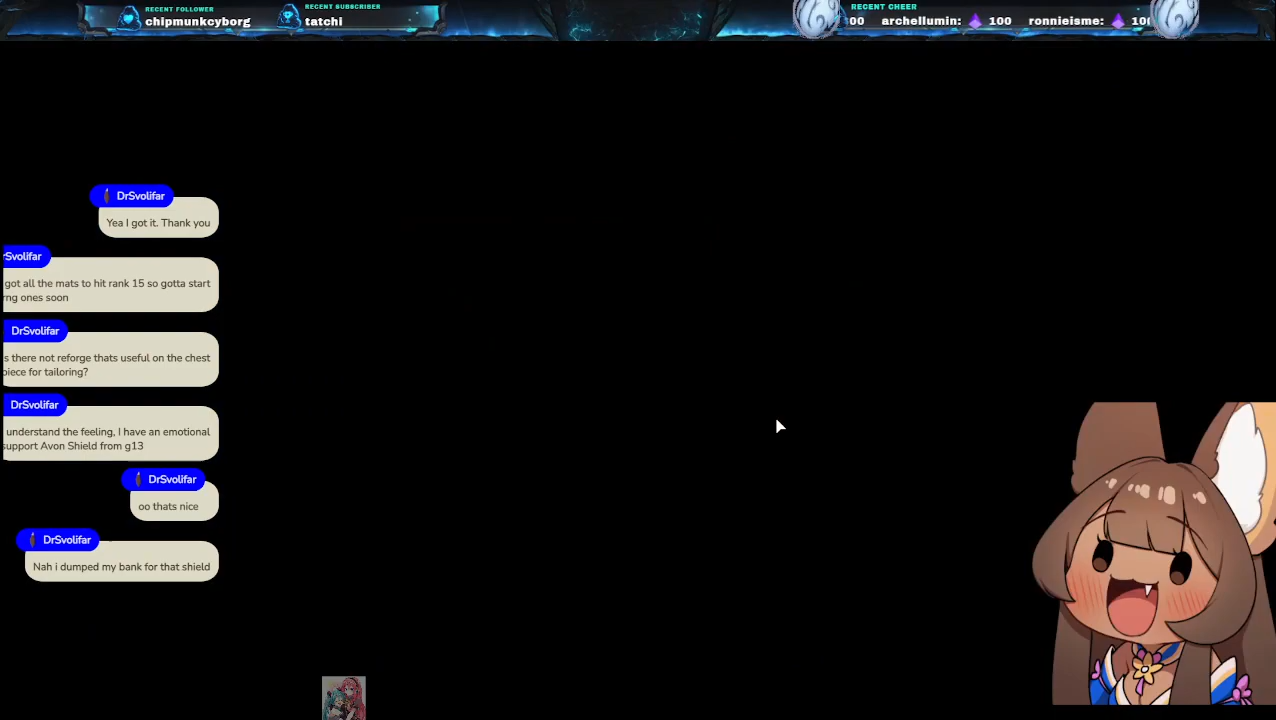 RECENT FOLLOWER
chipmunkcyborg
RECENT SUBSCRIBER
tatchi
RECENT CHEER
00 archellumin: 100 ronnieisme: 10
DrSvolifar
Yea I got it. Thank you
rSvolifar
got all the mats to hit rank 15 so gotta start
rng ones soon
DrSvolifar
s there not reforge thats useful on the chest
piece for tailoring?
DrSvolifar
understand the feeling, I have an emotional
support Avon Shield from g13
DrSvolifar
oo thats nice
DrSvolifar
Nah i dumped my bank for that shield